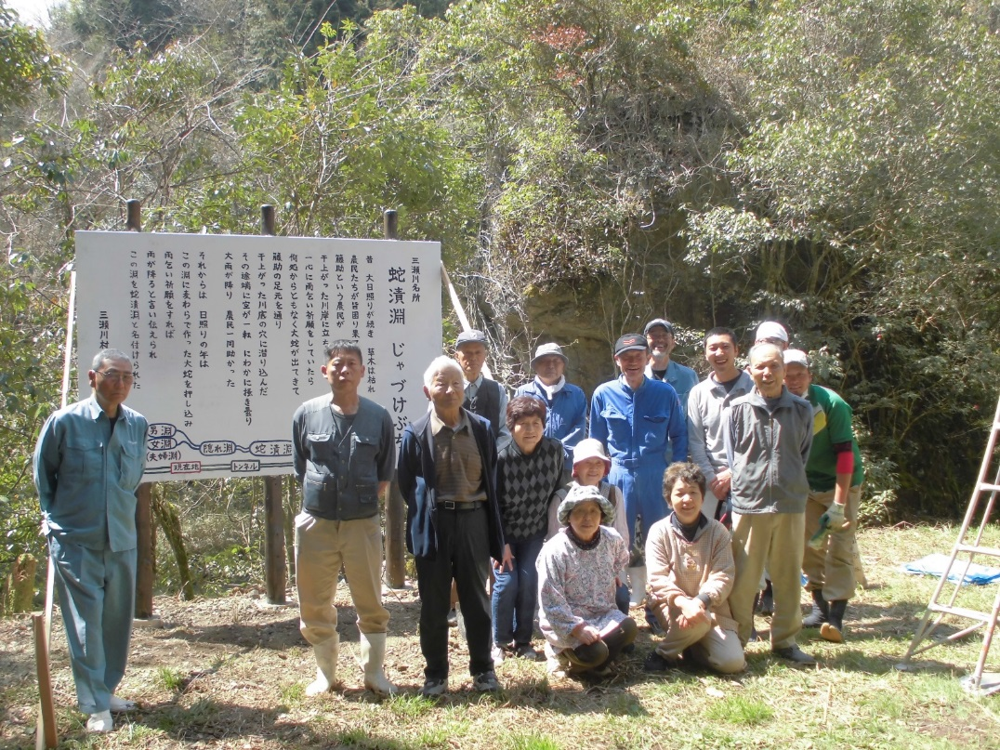 三瀬川名所
蛇漬淵 じゃづけぶち
昔 大日照りが続き 草木は枯れ
農民たちが皆困り果
藤助という農民が
干上がった川岸に立ち
一心に雨乞い祈願をしていたら
何処からともなく大蛇が出てきて
藤助の足元を通り
干上がった川底の穴に潜り込んだ
その途端に空が一転 にわかに掻き曇り
大雨が降り 農民一同助かった
それからは 日照りの年は
この淵に麦わらで作った大蛇を押し込み
雨乞い祈願をすれば
雨が降ると言い伝えられ
この淵を蛇漬淵と名付けられた
三瀬川村
男淵
女淵
(夫婦淵)
隠れ淵
蛇漬淵
現在地
トンネル